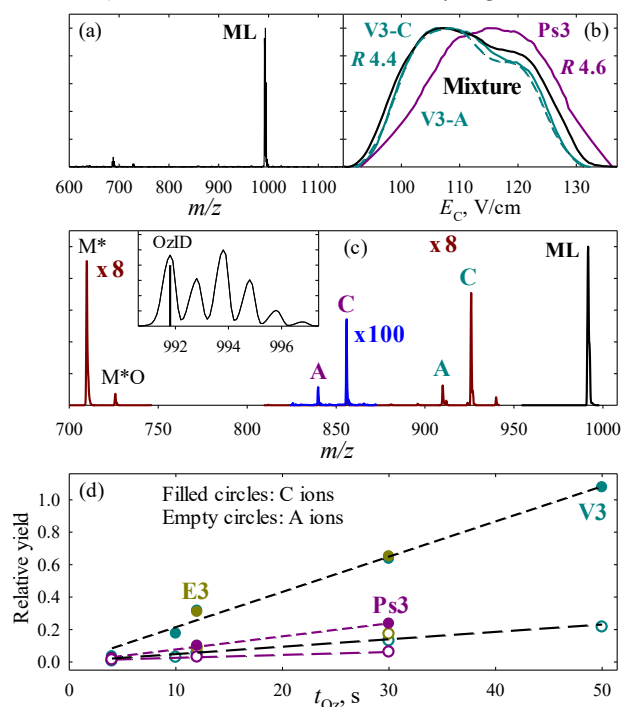 (a) ML
600 700 800 900 1000 1100
m/z
V3-C Ps3 (b)
R 4.4 R 4.6
Mixture
V3-A
100 110 120 130
E_C, V/cm
M* x 8 OzID (c) x 8 ML
992 994 996
C C
x100
A A
M*O
700 750 800 850 900 950 1000
m/z
(d) Filled circles: C ions
Empty circles: A ions
V3
E3
Ps3
1.0
0.8
0.6
0.4
0.2
0.0
Relative yield
0 10 20 30 40 50
t_Oz, s